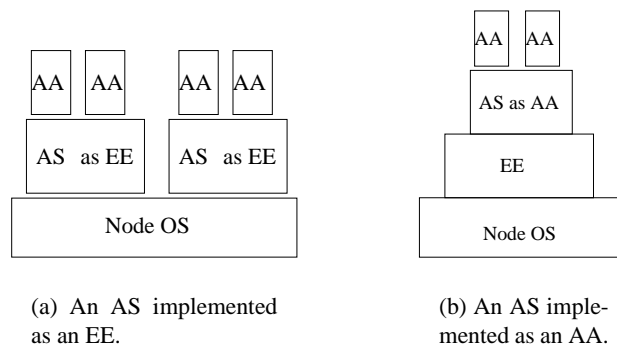 AA AA AA AA
AS as EE AS as EE
Node OS
(a) An AS implemented
as an EE.
AA AA
AS as AA
EE
Node OS
(b) An AS imple-
mented as an AA.